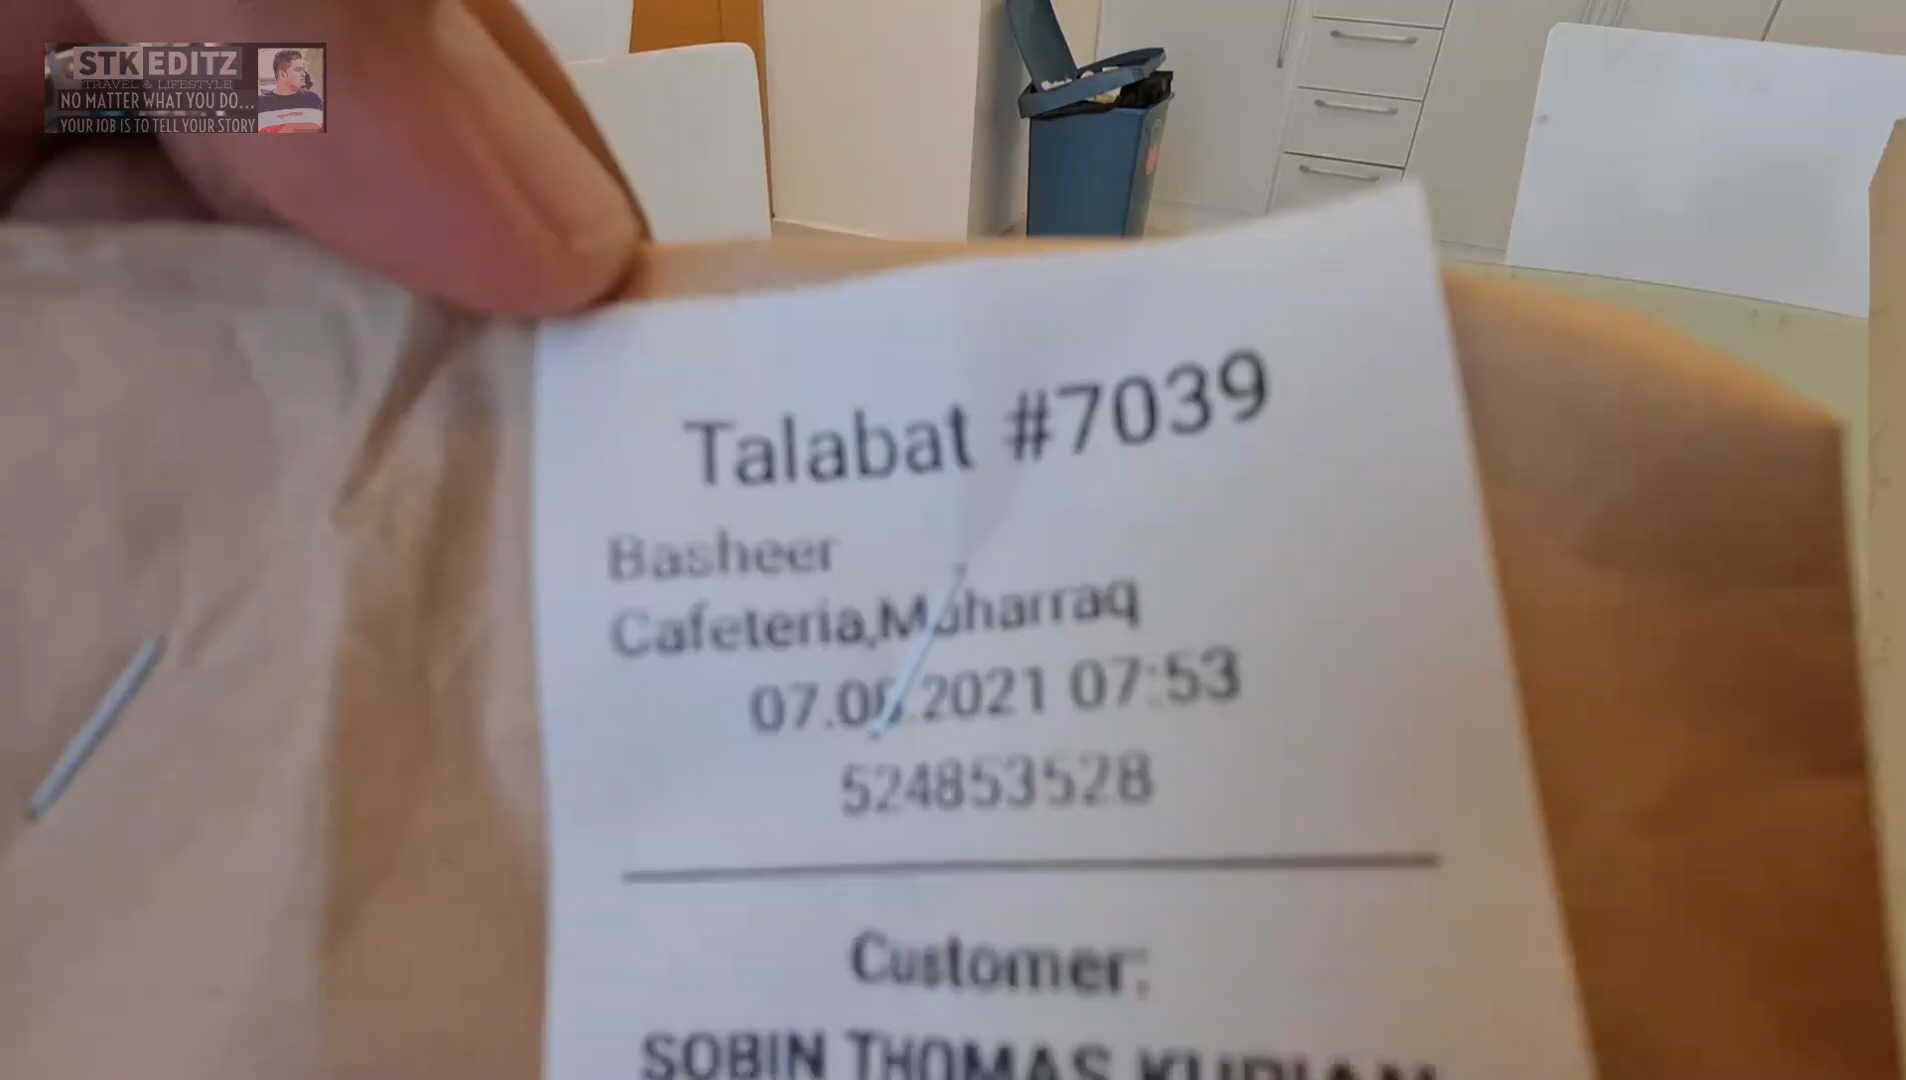 STK EDITZ
TRAVEL & LIFESTYLE
NO MATTER WHAT YOU DO...
YOUR JOB IS TO TELL YOUR STORY
Talabat #7039
Basheer
Cafeteria,Muharraq
2021 07:53
524853528
Customer:
SOBIN THOMAS KURIAN